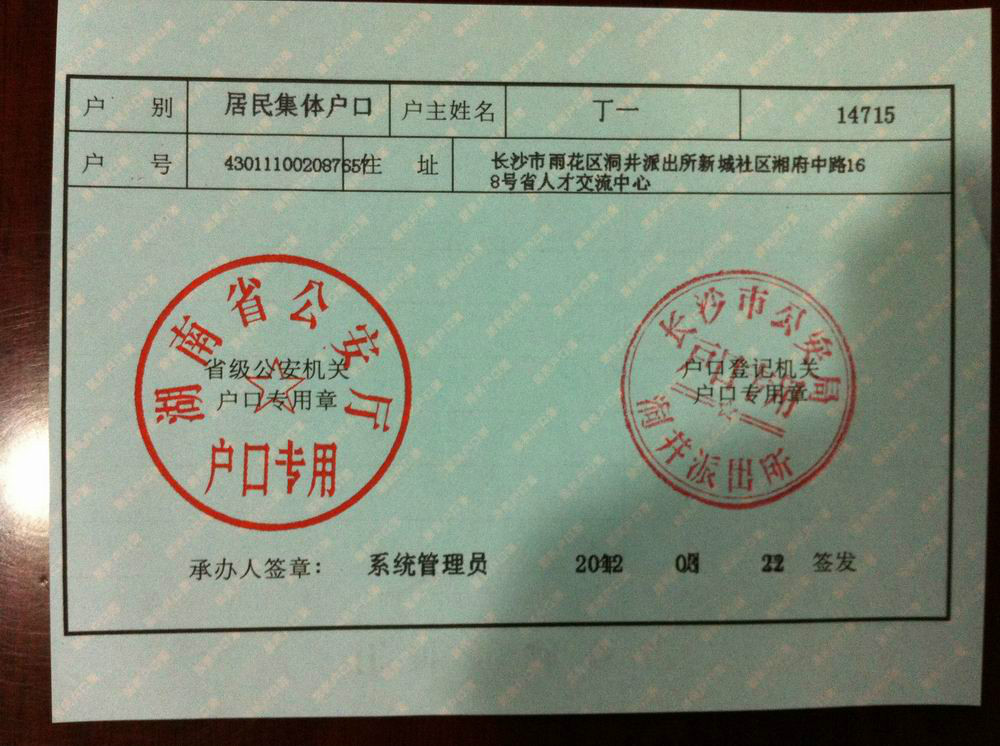 户 别 居民集体户口 户主姓名 丁一 14715
户 号 住 址 长沙市雨花区洞井派出所新城社区湘府中路16
8号省人才交流中心
湖南省公安厅
省级公安机关
户口专用章
户口专用
长沙市公安局
户口登记机关
户口专用章
洞井派出所
承办人签章： 系统管理员 2012 03 22 签发